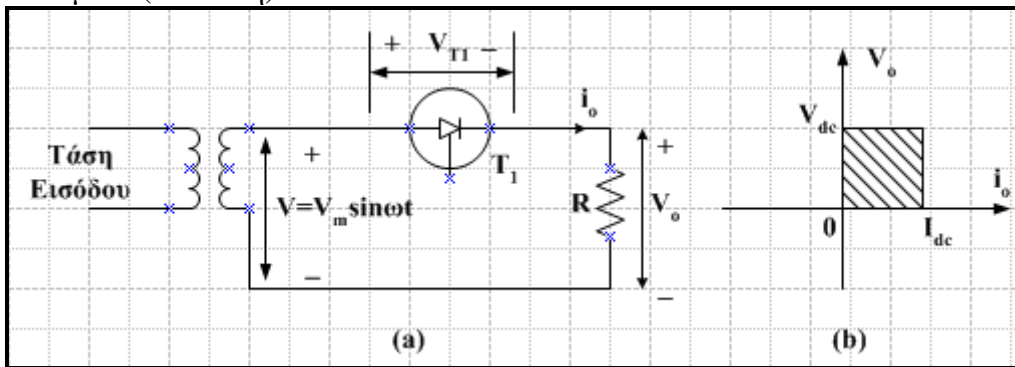 + V_T1 −
i_o
V_o
V_dc
Τάση
Εισόδου
+
V=V_m sinωt
−
T_1
R
+
V_o
−
i_o
0
I_dc
(a)
(b)